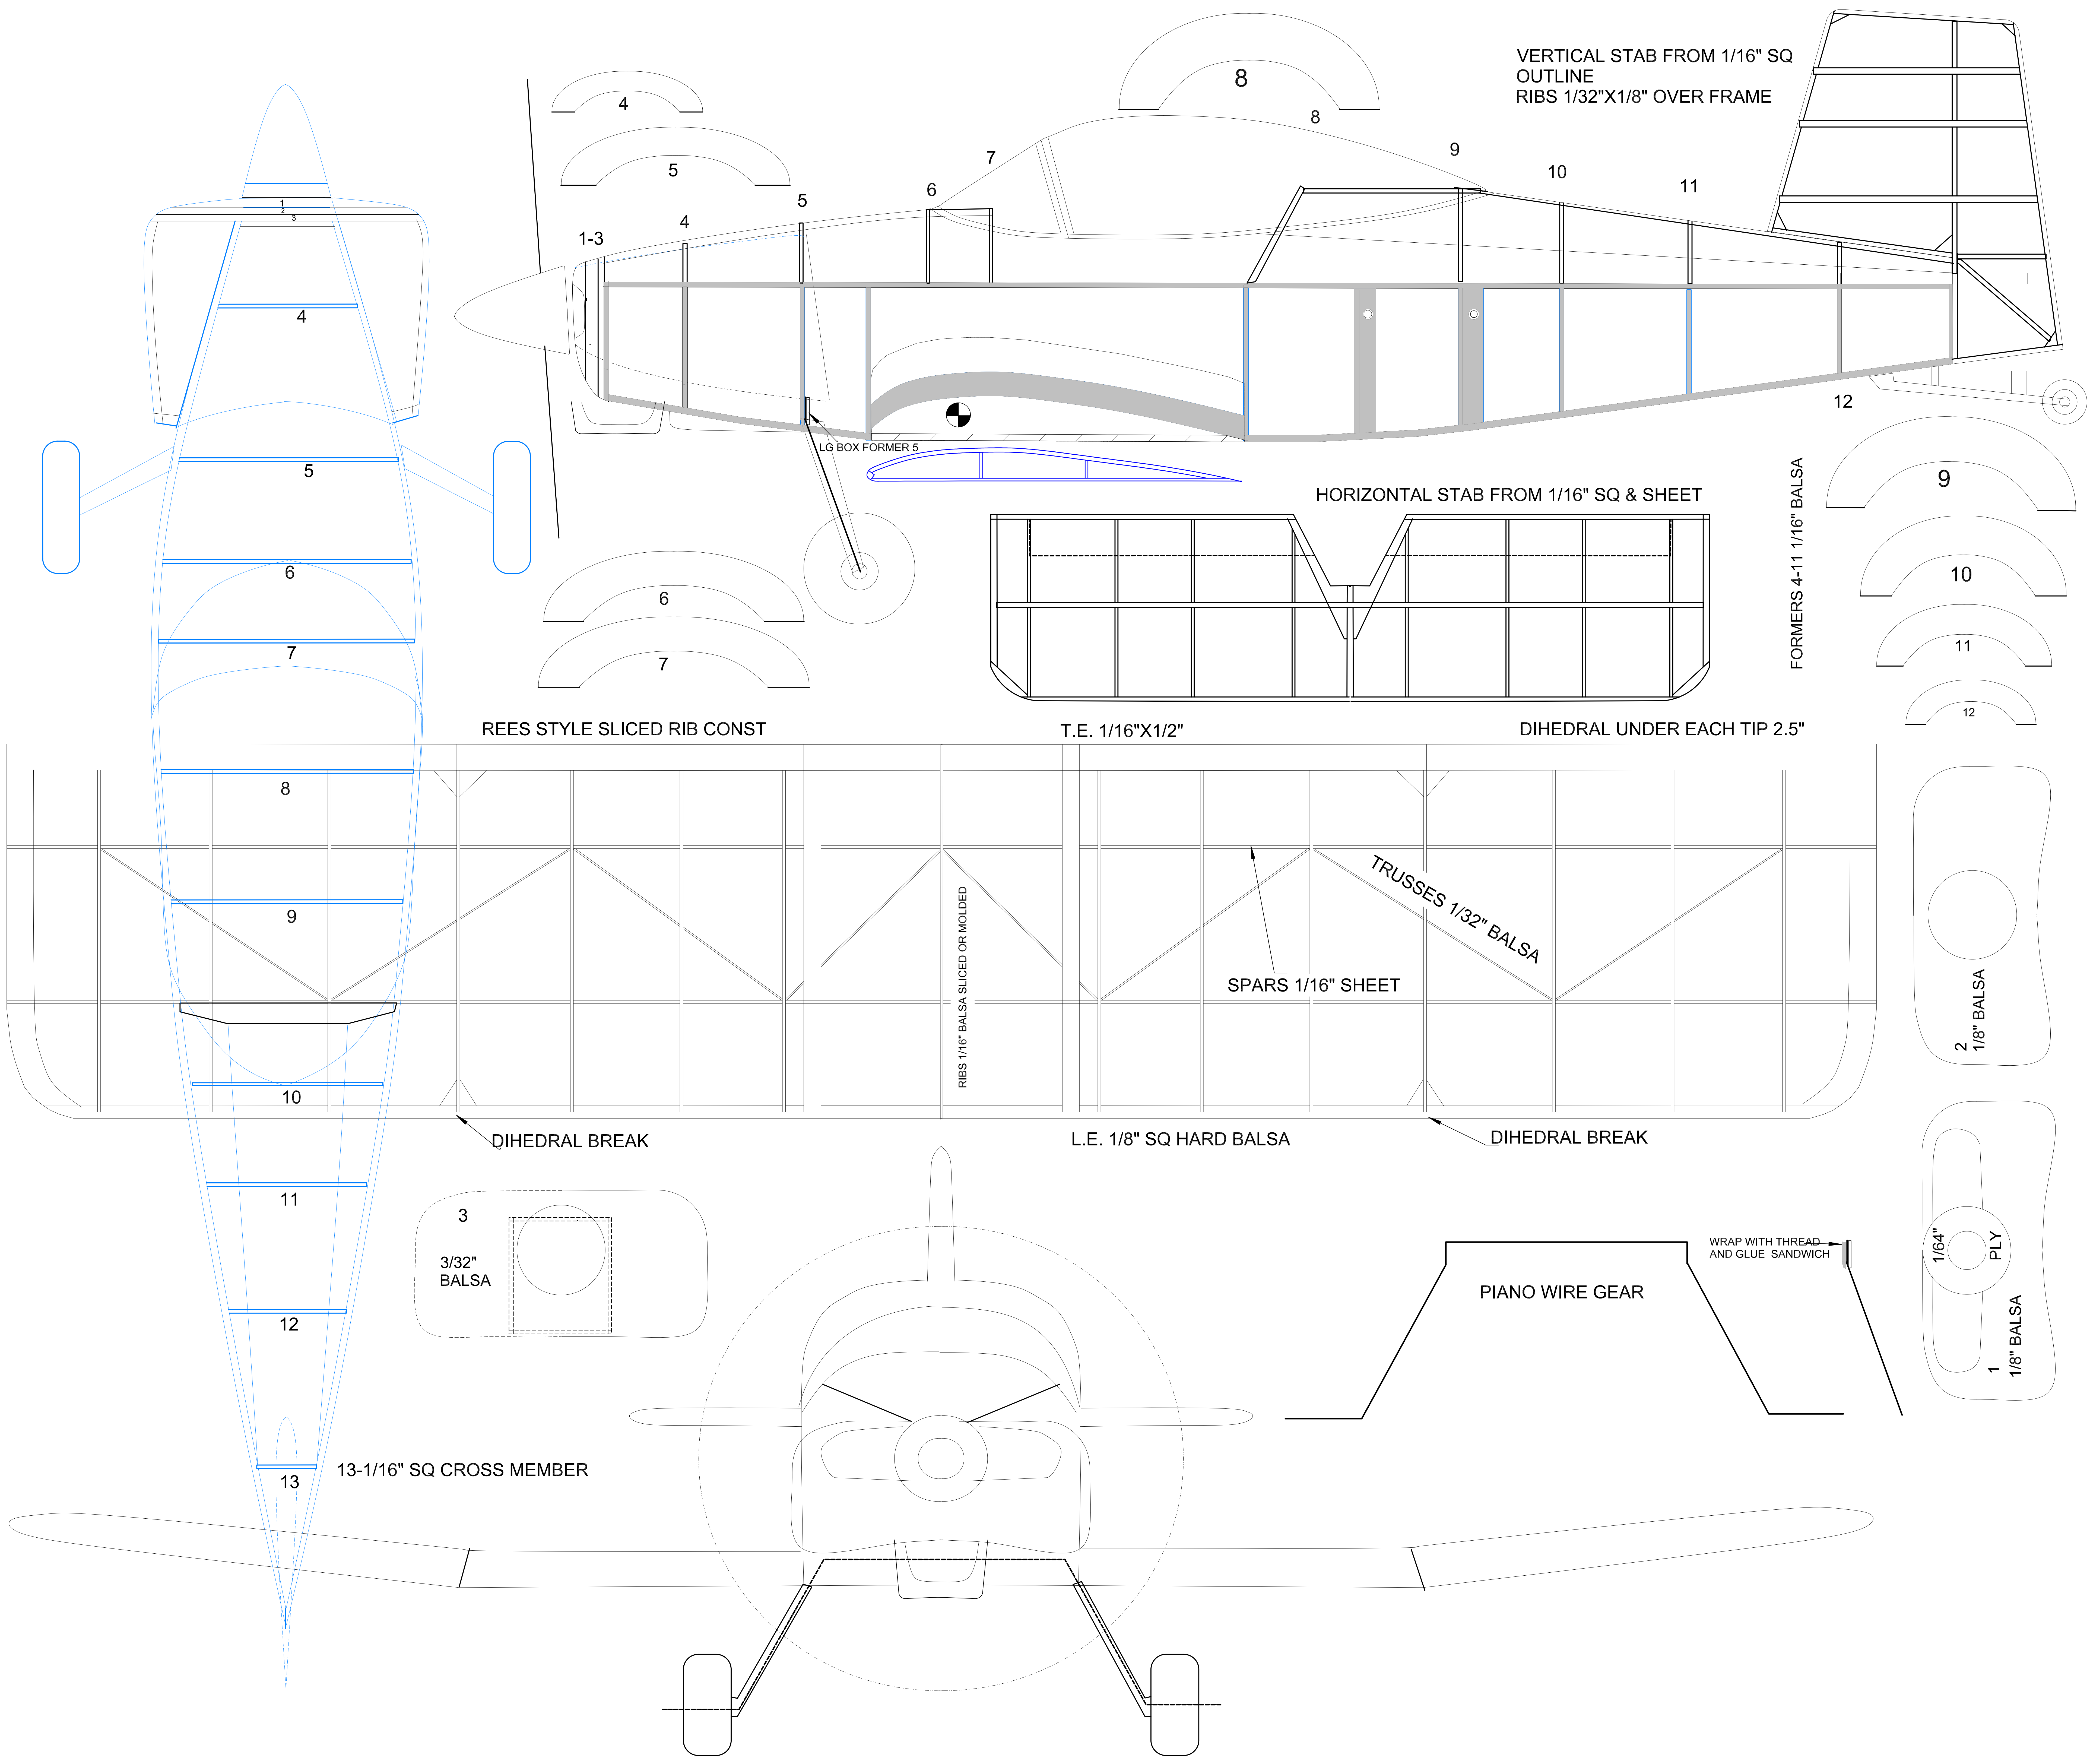 VERTICAL STAB FROM 1/16" SQ
OUTLINE
RIBS 1/32"X1/8" OVER FRAME
4
5
8
8
7
9
10
11
6
5
4
1-3
12
LG BOX FORMER 5
1
2
3
4
5
6
7
8
9
10
11
12
13
6
7
HORIZONTAL STAB FROM 1/16" SQ & SHEET
FORMERS 4-11 1/16" BALSA
9
10
11
12
REES STYLE SLICED RIB CONST
T.E. 1/16"X1/2"
DIHEDRAL UNDER EACH TIP 2.5"
TRUSSES 1/32" BALSA
SPARS 1/16" SHEET
RIBS 1/16" BALSA SLICED OR MOLDED
2
1/8" BALSA
DIHEDRAL BREAK
L.E. 1/8" SQ HARD BALSA
DIHEDRAL BREAK
3
3/32"
BALSA
WRAP WITH THREAD
AND GLUE SANDWICH
PIANO WIRE GEAR
1/64"
PLY
1
1/8" BALSA
13-1/16" SQ CROSS MEMBER